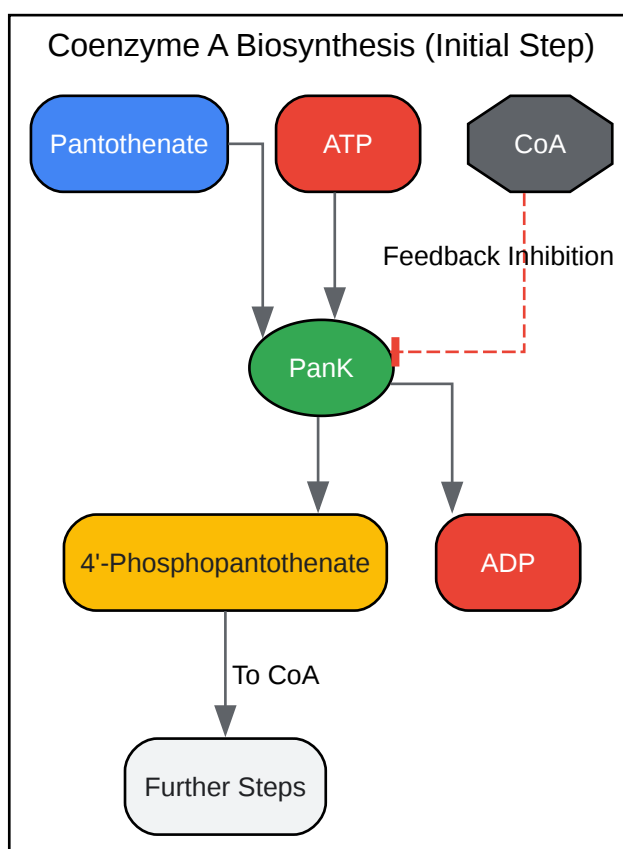 Coenzyme A Biosynthesis (Initial Step)
Pantothenate
ATP
CoA
Feedback Inhibition
PanK
4'-Phosphopantothenate
ADP
To CoA
Further Steps